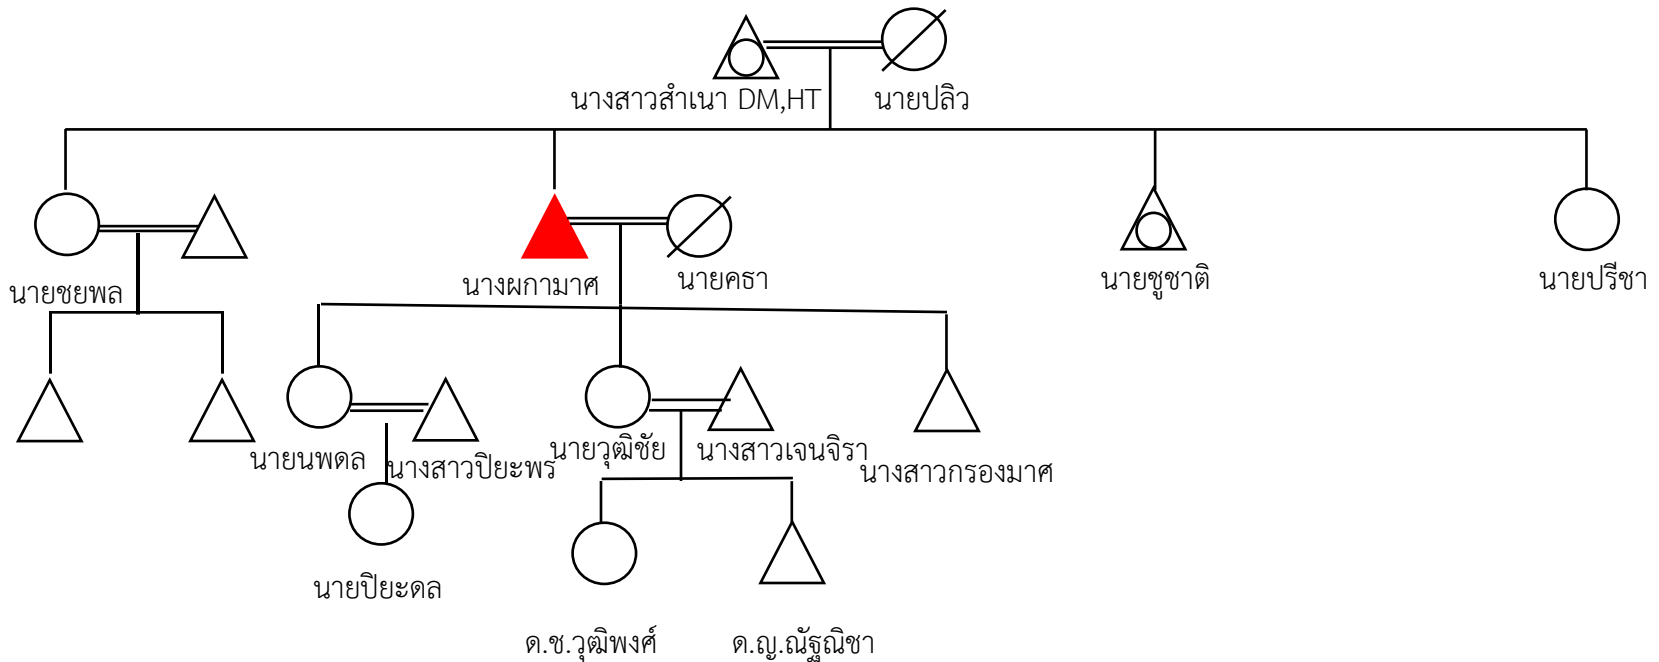 นางสาวสำเนา DM,HT
นายปลิว
นายชยพล
นางผกามาศ
นายคธา
นายชูชาติ
นายปรีชา
นายนพดล
นางสาวปิยะพร
นายวุฒิชัย
นางสาวเจนจิรา
นางสาวกรองมาศ
นายปิยะดล
ด.ช.วุฒิพงศ์
ด.ญ.ณัฐณิชา